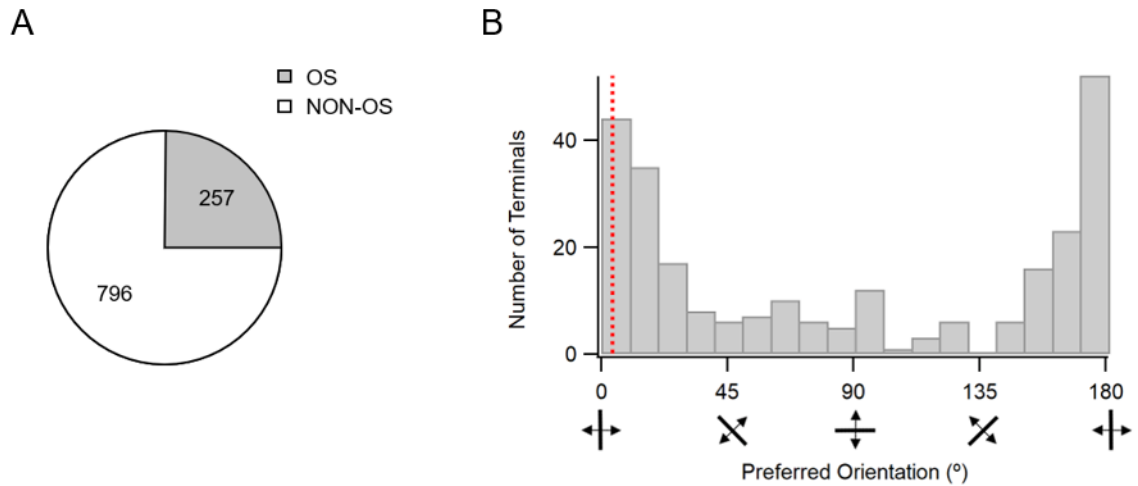 A
OS
NON-OS
257
796
B
Number of Terminals
40
20
0
0 45 90 135 180
Preferred Orientation (º)